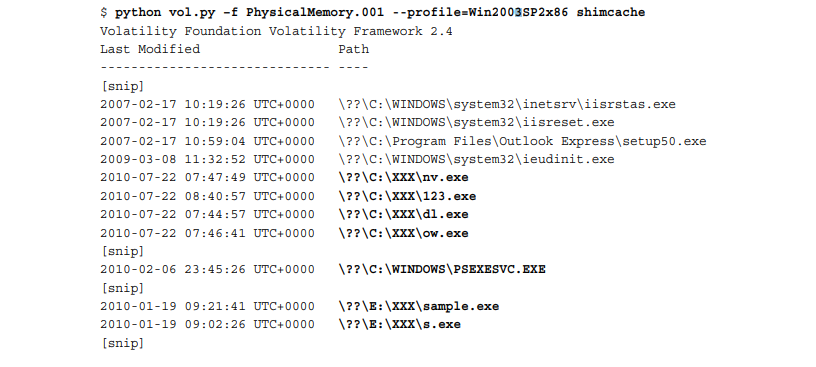 $ python vol.py -f PhysicalMemory.001 --profile=Win2003SP2x86 shimcache
Volatility Foundation Volatility Framework 2.4
Last Modified Path
------------------------------ ----
[snip]
2007-02-17 10:19:26 UTC+0000 \??\C:\WINDOWS\system32\inetsrv\iisrstas.exe
2007-02-17 10:19:26 UTC+0000 \??\C:\WINDOWS\system32\iisreset.exe
2007-02-17 10:59:04 UTC+0000 \??\C:\Program Files\Outlook Express\setup50.exe
2009-03-08 11:32:52 UTC+0000 \??\C:\WINDOWS\system32\ieudinit.exe
2010-07-22 07:47:49 UTC+0000 \??\C:\XXX\nv.exe
2010-07-22 08:40:57 UTC+0000 \??\C:\XXX\123.exe
2010-07-22 07:44:57 UTC+0000 \??\C:\XXX\dl.exe
2010-07-22 07:46:41 UTC+0000 \??\C:\XXX\ow.exe
[snip]
2010-02-06 23:45:26 UTC+0000 \??\C:\WINDOWS\PSEXESVC.EXE
[snip]
2010-01-19 09:21:41 UTC+0000 \??\E:\XXX\sample.exe
2010-01-19 09:02:26 UTC+0000 \??\E:\XXX\s.exe
[snip]